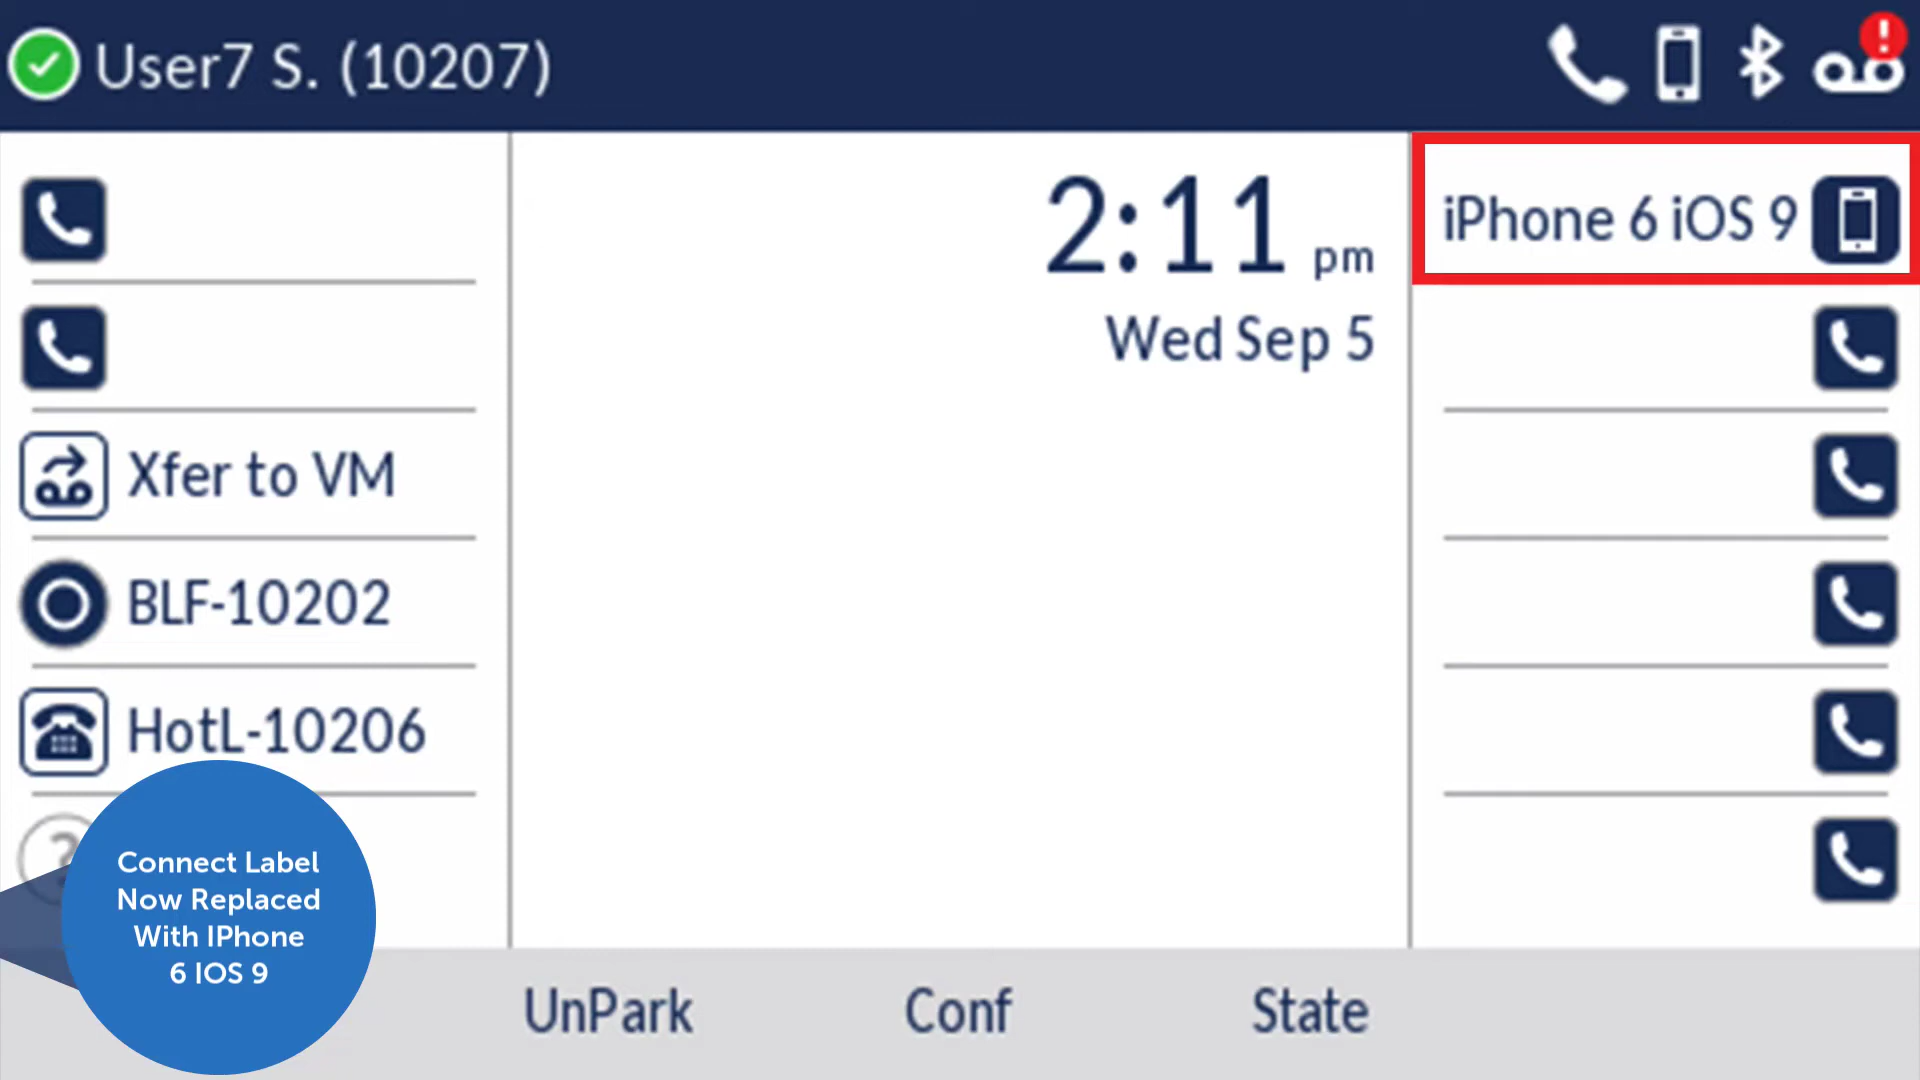 User7 S. (10207)
2:11 pm
Wed Sep 5
iPhone 6 iOS 9
Xfer to VM
BLF-10202
HotL-10206
?
Connect Label
Now Replaced
With IPhone
6 IOS 9
UnPark
Conf
State